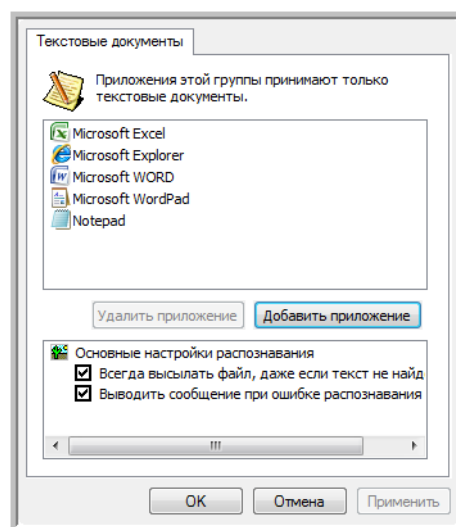 Текстовые документы
Приложения этой группы принимают только
текстовые документы.
Microsoft Excel
Microsoft Explorer
Microsoft WORD
Microsoft WordPad
Notepad
Удалить приложение Добавить приложение
Основные настройки распознавания
Всегда высылать файл, даже если текст не найд
Выводить сообщение при ошибке распознавания
OK Отмена Применить